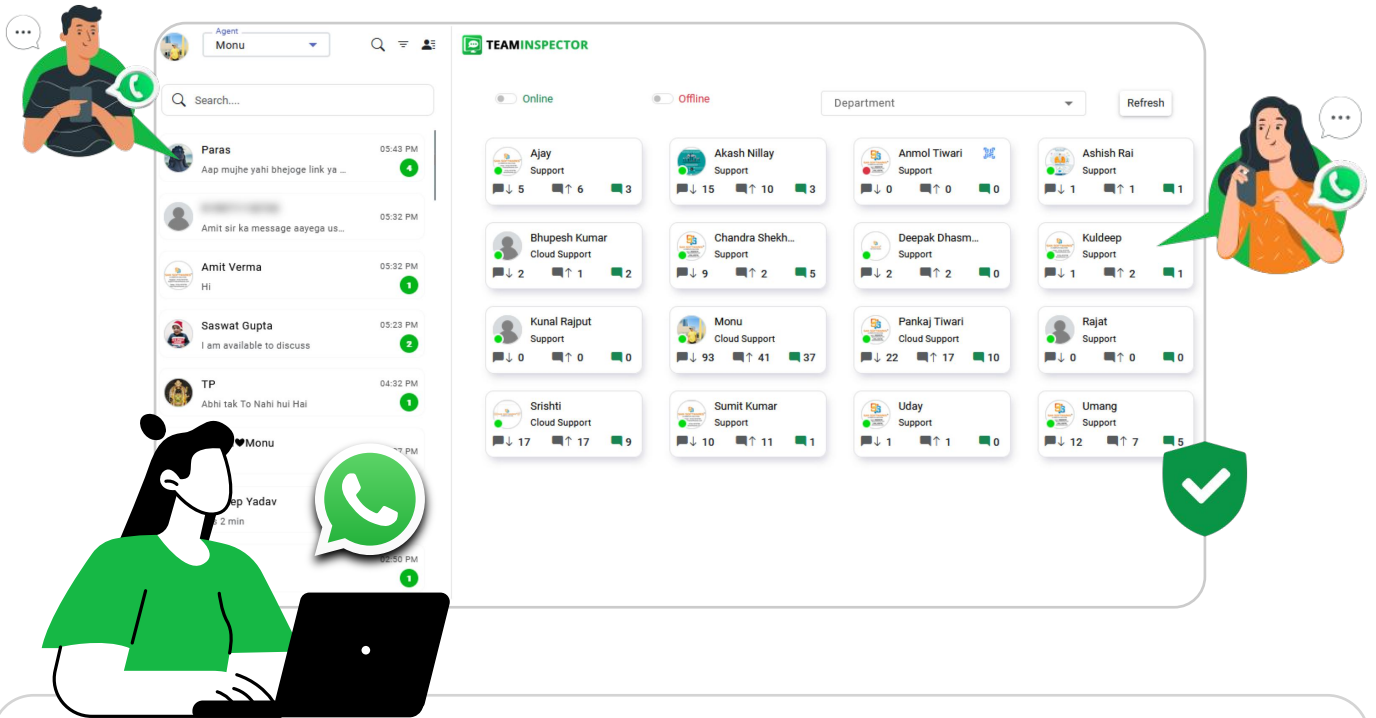 Agent
Monu
Search....
Paras
05:43 PM
Aap mujhe yahi bhejoge link ya ...
4
05:32 PM
Amit sir ka message aayega us...
Amit Verma
05:32 PM
Hi
1
Saswat Gupta
05:23 PM
I am available to discuss
2
TP
04:32 PM
Abhi tak To Nahi hui Hai
1
♥Monu
PM
ep Yadav
2 min
02:50 PM
1
TEAMINSPECTOR
Online
Offline
Department
Refresh
Ajay
Support
↓ 5 ↑ 6 3
Akash Nillay
Support
↓ 15 ↑ 10 3
Anmol Tiwari
Support
↓ 0 ↑ 0 0
Ashish Rai
Support
↓ 1 ↑ 1 1
Bhupesh Kumar
Cloud Support
↓ 2 ↑ 1 2
Chandra Shekh...
Support
↓ 9 ↑ 2 5
Deepak Dhasm...
Support
↓ 2 ↑ 2 0
Kuldeep
Support
↓ 1 ↑ 2 1
Kunal Rajput
Support
↓ 0 ↑ 0 0
Monu
Cloud Support
↓ 93 ↑ 41 37
Pankaj Tiwari
Cloud Support
↓ 22 ↑ 17 10
Rajat
Support
↓ 0 ↑ 0 0
Srishti
Cloud Support
↓ 17 ↑ 17 9
Sumit Kumar
Support
↓ 10 ↑ 11 1
Uday
Support
↓ 1 ↑ 1 0
Umang
Support
↓ 12 ↑ 7 5